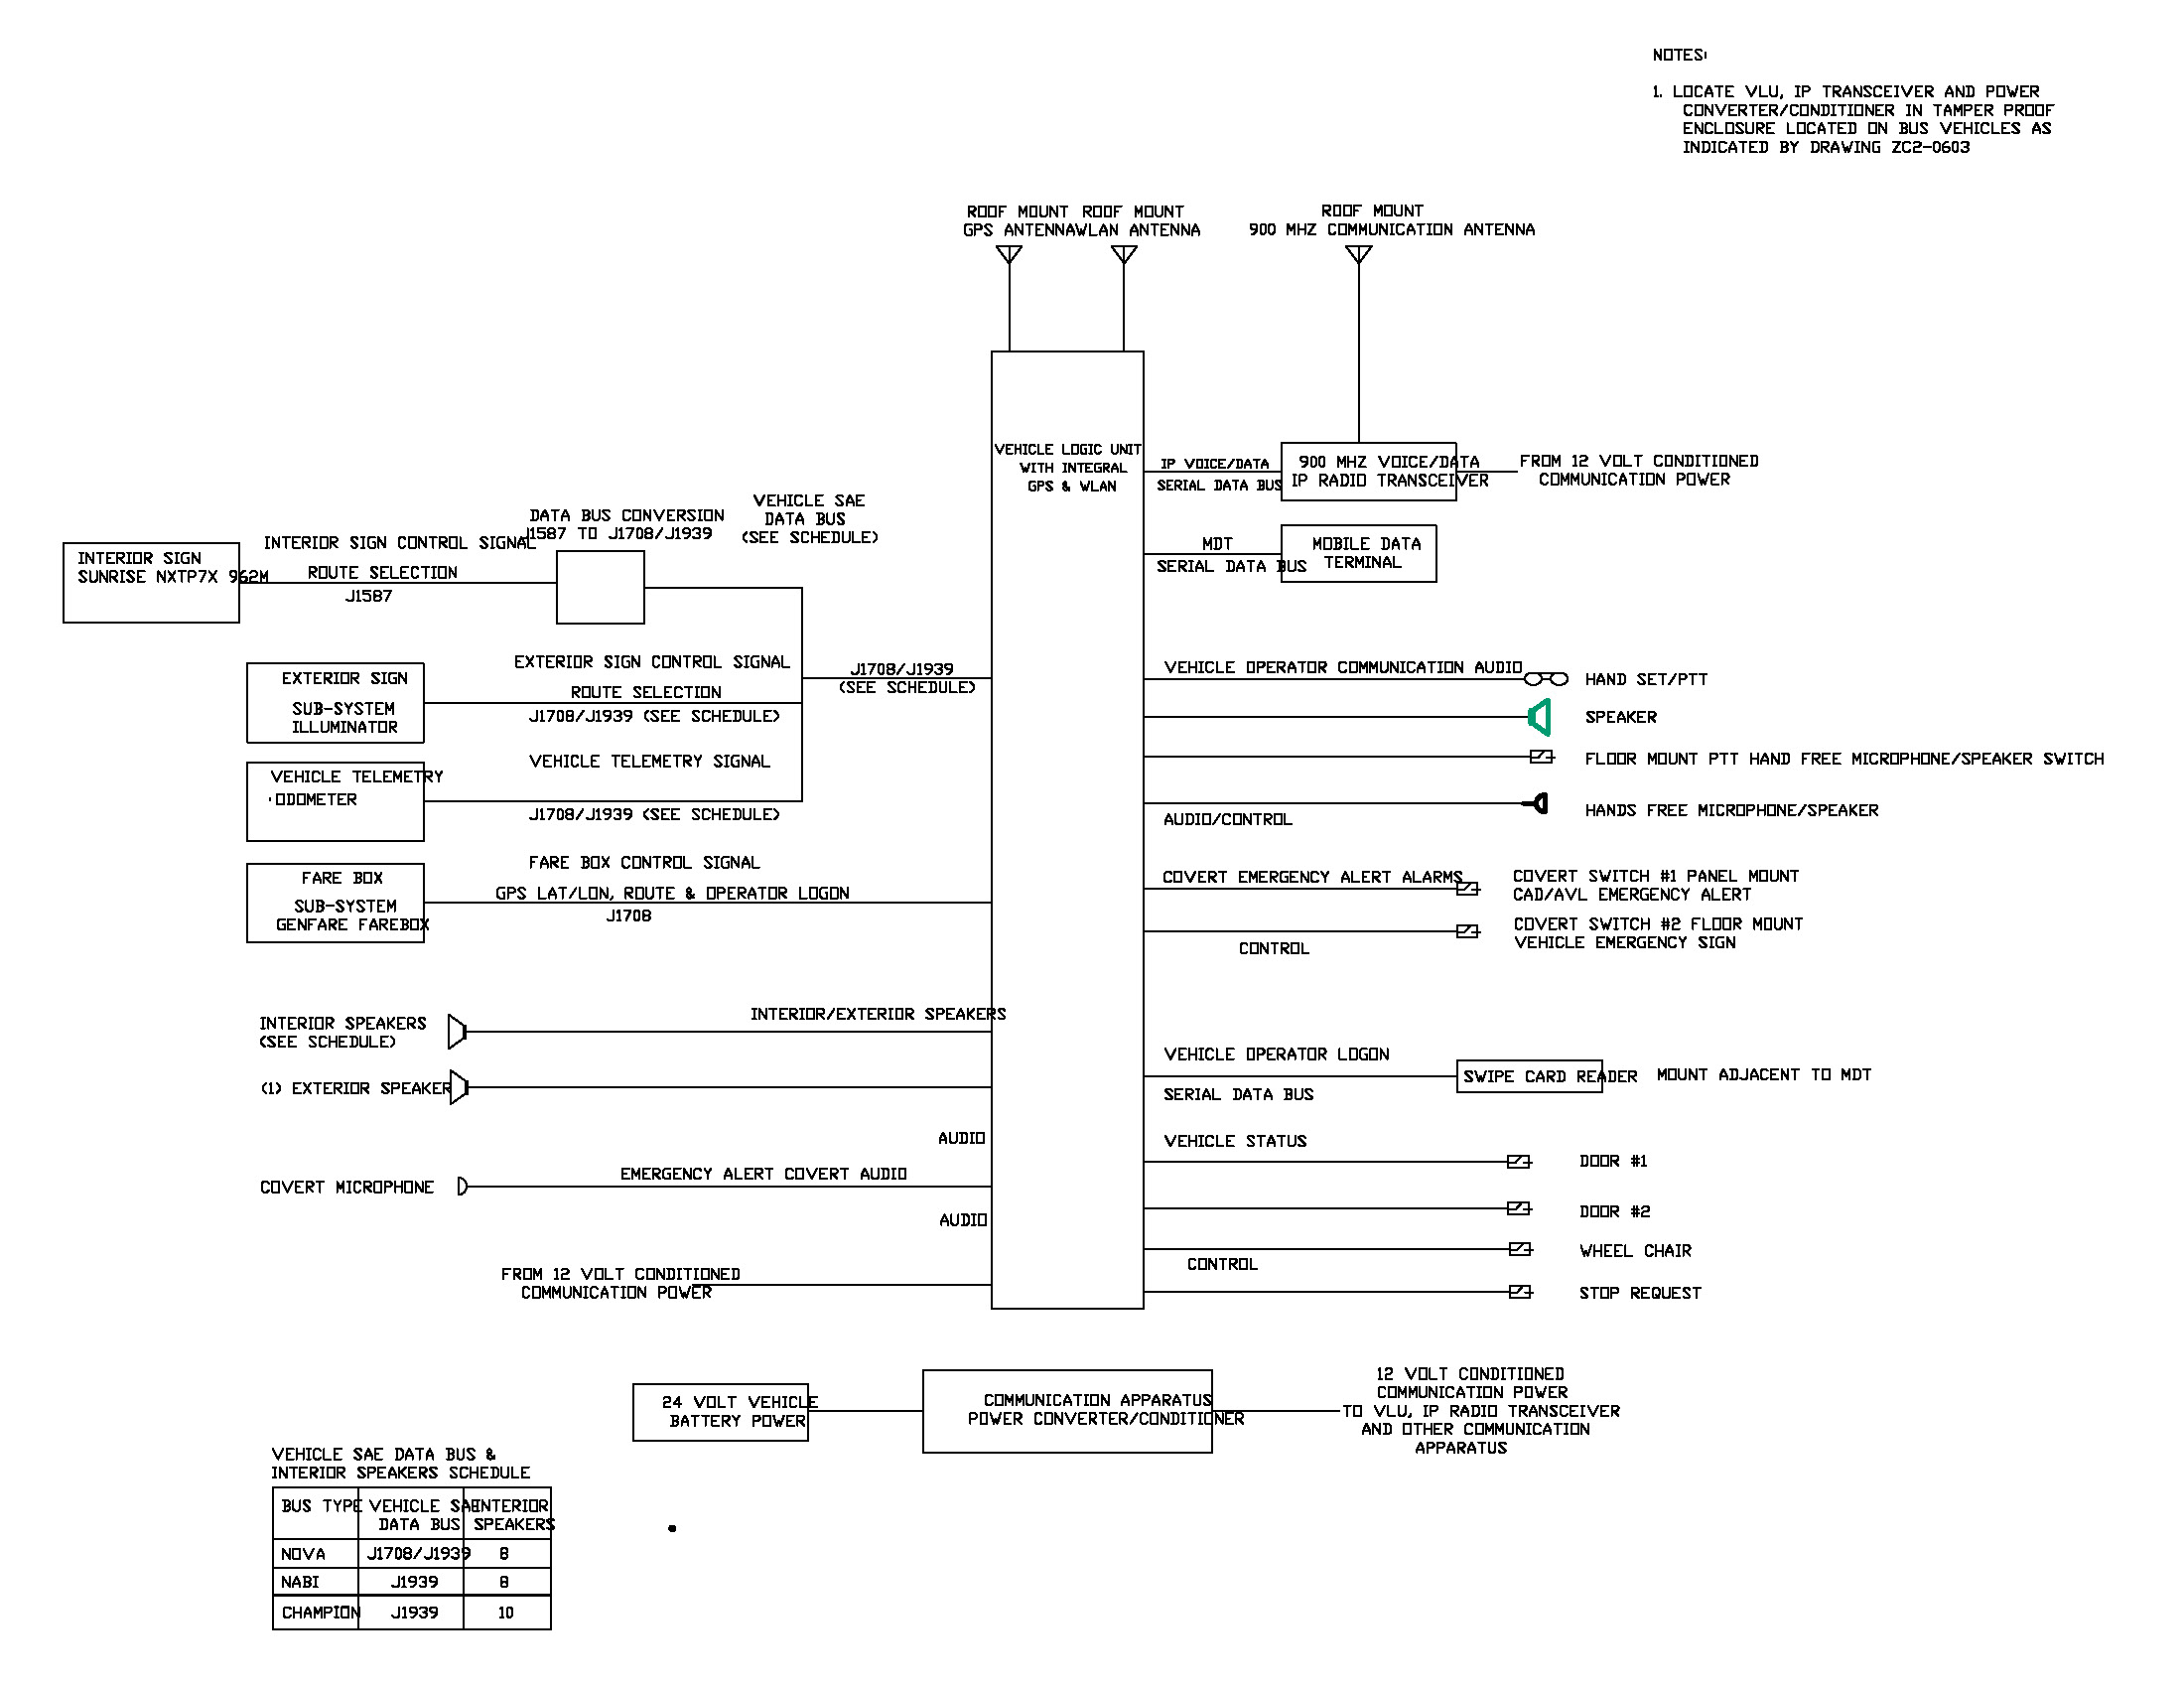 NOTES:
1. LOCATE VLU, IP TRANSCEIVER AND POWER
CONVERTER/CONDITIONER IN TAMPER PROOF
ENCLOSURE LOCATED ON BUS VEHICLES AS
INDICATED BY DRAWING ZC2-0603
ROOF MOUNT
GPS ANTENNA
ROOF MOUNT
WLAN ANTENNA
ROOF MOUNT
900 MHZ COMMUNICATION ANTENNA
VEHICLE LOGIC UNIT
WITH INTEGRAL
GPS & WLAN
IP VOICE/DATA
SERIAL DATA BUS
900 MHZ VOICE/DATA
IP RADIO TRANSCEIVER
FROM 12 VOLT CONDITIONED
COMMUNICATION POWER
MDT
SERIAL DATA BUS
MOBILE DATA
TERMINAL
VEHICLE SAE
DATA BUS
(SEE SCHEDULE)
DATA BUS CONVERSION
J1587 TO J1708/J1939
INTERIOR SIGN CONTROL SIGNAL
INTERIOR SIGN
SUNRISE NXTP7X 962M
ROUTE SELECTION
J1587
EXTERIOR SIGN CONTROL SIGNAL
EXTERIOR SIGN
SUB-SYSTEM
ILLUMINATOR
ROUTE SELECTION
J1708/J1939 (SEE SCHEDULE)
J1708/J1939
(SEE SCHEDULE)
VEHICLE TELEMETRY SIGNAL
VEHICLE TELEMETRY
·ODOMETER
J1708/J1939 (SEE SCHEDULE)
FARE BOX CONTROL SIGNAL
FARE BOX
SUB-SYSTEM
GENFARE FAREBOX
GPS LAT/LON, ROUTE & OPERATOR LOGON
J1708
VEHICLE OPERATOR COMMUNICATION AUDIO
HAND SET/PTT
SPEAKER
FLOOR MOUNT PTT HAND FREE MICROPHONE/SPEAKER SWITCH
HANDS FREE MICROPHONE/SPEAKER
AUDIO/CONTROL
COVERT EMERGENCY ALERT ALARMS
COVERT SWITCH #1 PANEL MOUNT
CAD/AVL EMERGENCY ALERT
COVERT SWITCH #2 FLOOR MOUNT
VEHICLE EMERGENCY SIGN
CONTROL
INTERIOR/EXTERIOR SPEAKERS
INTERIOR SPEAKERS
(SEE SCHEDULE)
(1) EXTERIOR SPEAKER
AUDIO
EMERGENCY ALERT COVERT AUDIO
COVERT MICROPHONE
AUDIO
FROM 12 VOLT CONDITIONED
COMMUNICATION POWER
VEHICLE OPERATOR LOGON
SERIAL DATA BUS
SWIPE CARD READER
MOUNT ADJACENT TO MDT
VEHICLE STATUS
DOOR #1
DOOR #2
WHEEL CHAIR
CONTROL
STOP REQUEST
24 VOLT VEHICLE
BATTERY POWER
COMMUNICATION APPARATUS
POWER CONVERTER/CONDITIONER
12 VOLT CONDITIONED
COMMUNICATION POWER
TO VLU, IP RADIO TRANSCEIVER
AND OTHER COMMUNICATION
APPARATUS
VEHICLE SAE DATA BUS &
INTERIOR SPEAKERS SCHEDULE
BUS TYPE
VEHICLE SAE
DATA BUS
INTERIOR
SPEAKERS
NOVA J1708/J1939 8
NABI J1939 8
CHAMPION J1939 10